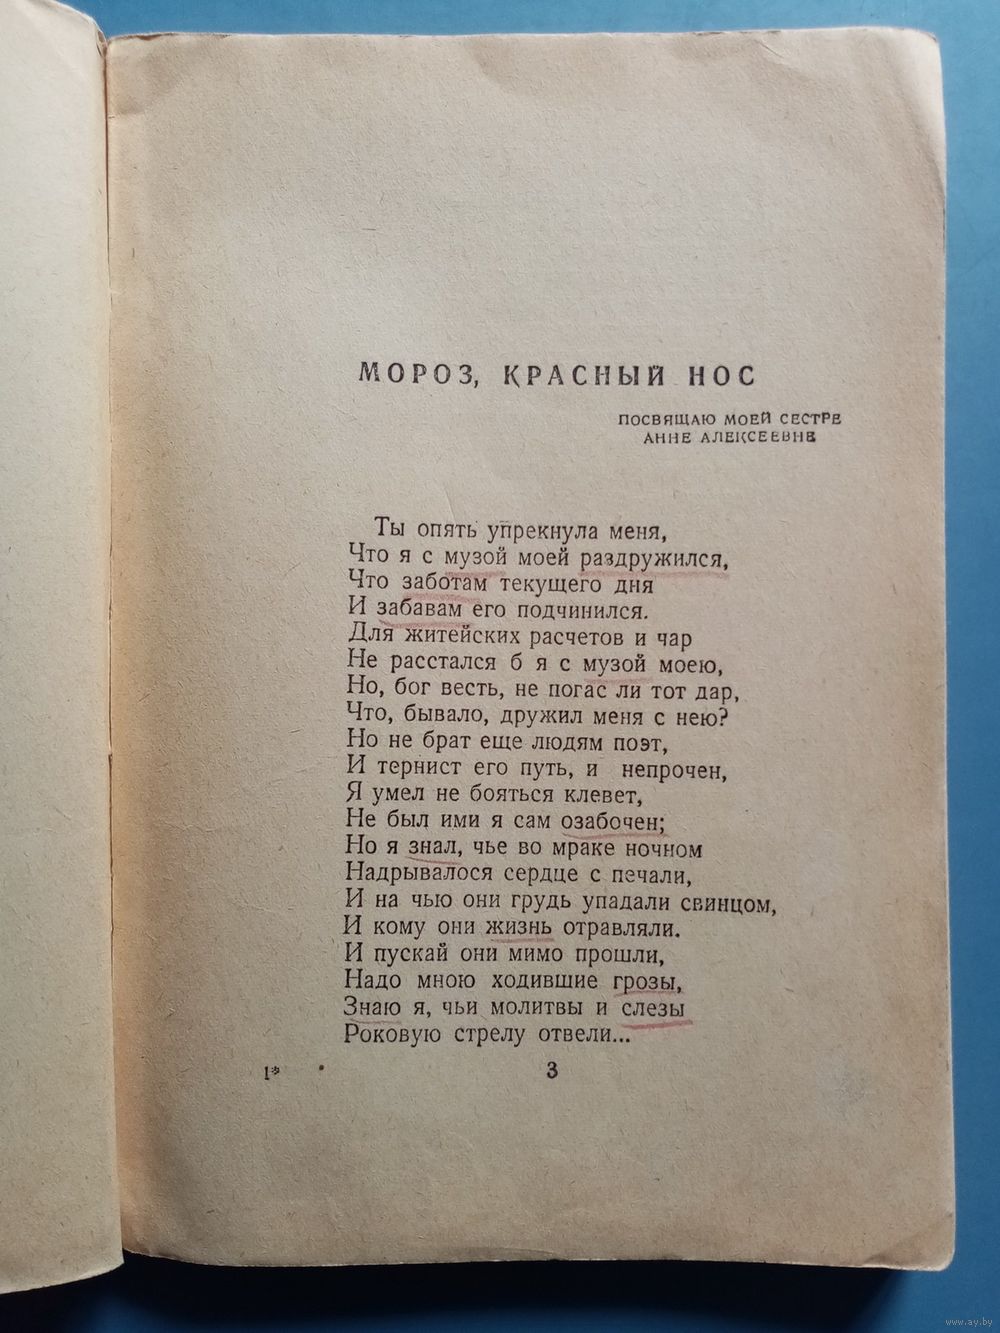 МОРОЗ, КРАСНЫЙ НОС
ПОСВЯЩАЮ МОЕЙ СЕСТРЕ
АННЕ АЛЕКСЕЕВНЕ
Ты опять упрекнула меня,
Что я с музой моей раздружился,
Что заботам текущего дня
И забавам его подчинился.
Для житейских расчетов и чар
Не расстался б я с музой моею,
Но, бог весть, не погас ли тот дар,
Что, бывало, дружил меня с нею?
Но не брат еще людям поэт,
И тернист его путь, и непрочен,
Я умел не бояться клевет,
Не был ими я сам озабочен;
Но я знал, чье во мраке ночном
Надрывалося сердце с печали,
И на чью они грудь упадали свинцом,
И кому они жизнь отравляли.
И пускай они мимо прошли,
Надо мною ходившие грозы,
Знаю я, чьи молитвы и слезы
Роковую стрелу отвели...
1* 3
www.ay.by